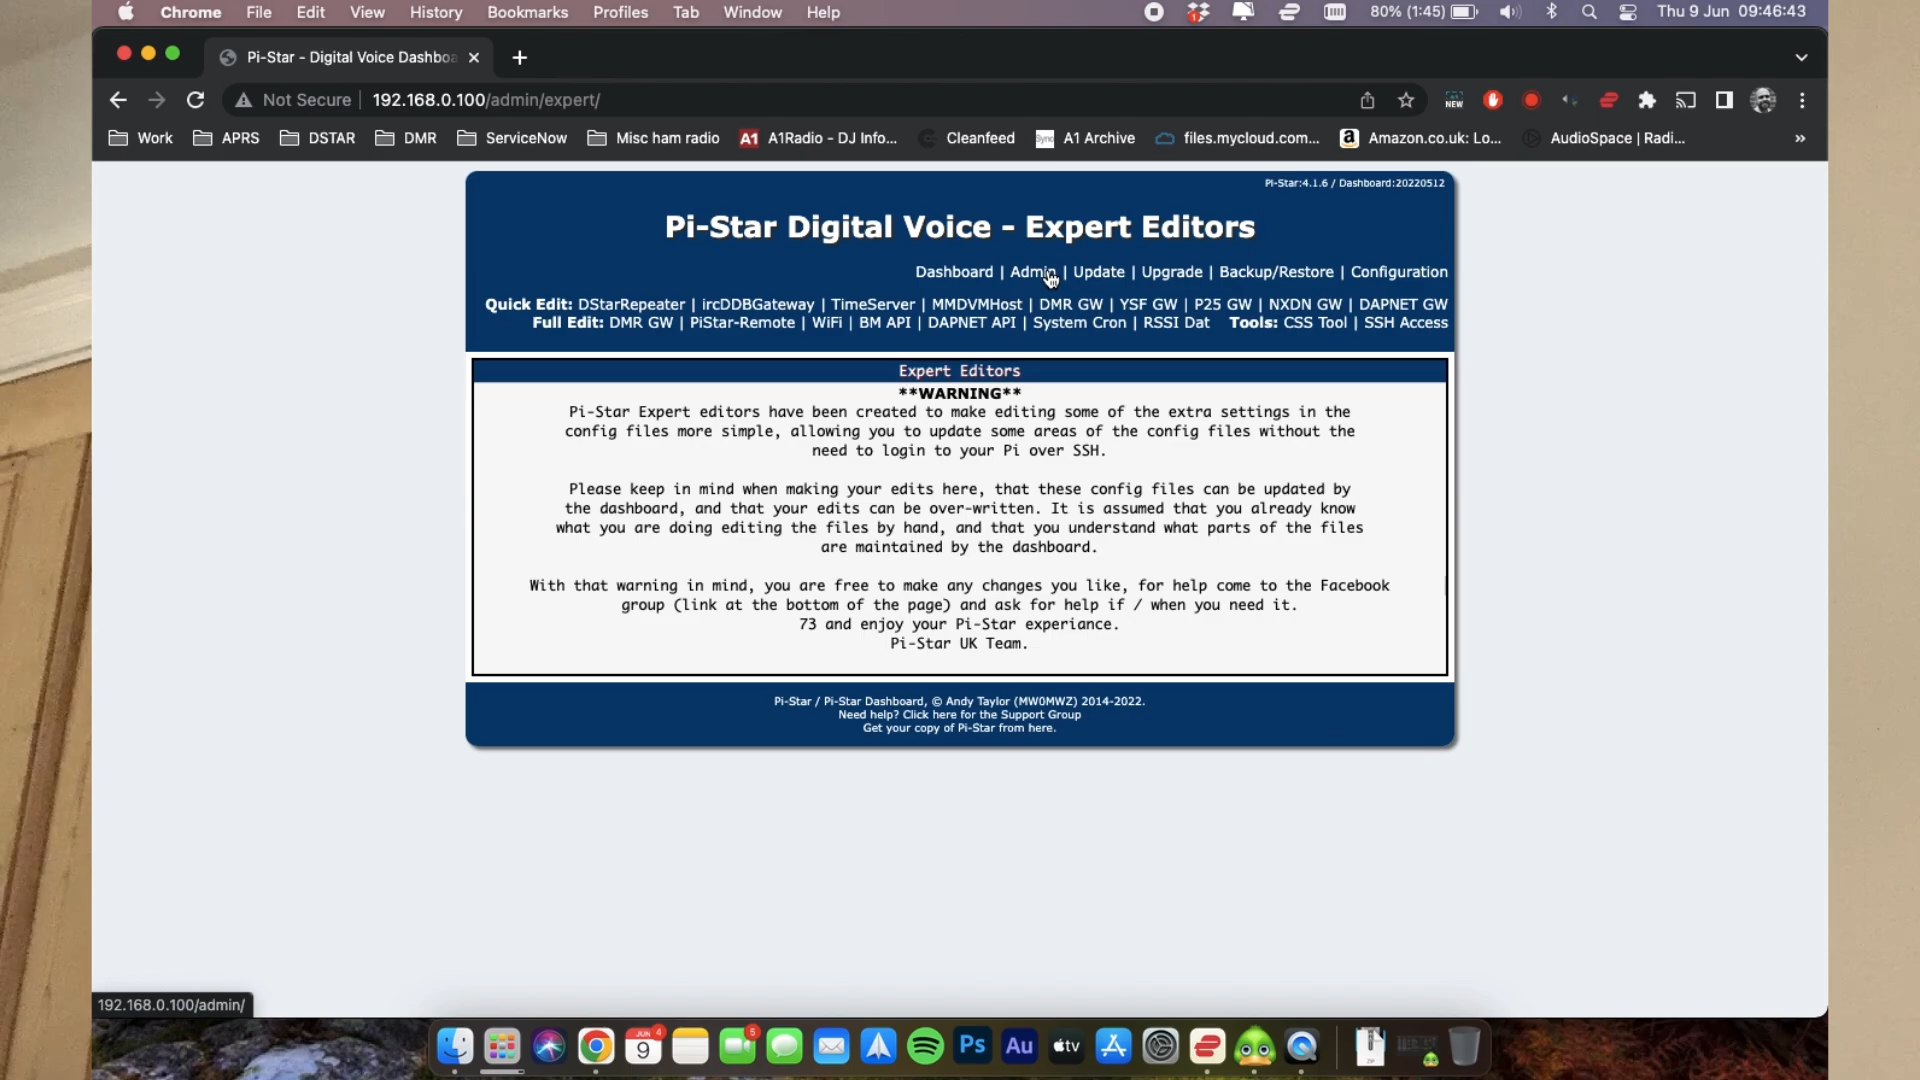 Chrome File Edit View History Bookmarks Profiles Tab Window Help 80% (1:45) Thu 9 Jun 09:46:43
Pi-Star - Digital Voice Dashboa
Not Secure 192.168.0.100/admin/expert/ NEW
Work APRS DSTAR DMR ServiceNow Misc ham radio A1 A1Radio - DJ Info... Cleanfeed Sync A1 Archive files.mycloud.com... a Amazon.co.uk: Lo... AudioSpace | Radi... »
Pi-Star:4.1.6 / Dashboard:20220512
Pi-Star Digital Voice - Expert Editors
Dashboard | Admin | Update | Upgrade | Backup/Restore | Configuration
Quick Edit: DStarRepeater | ircDDBGateway | TimeServer | MMDVMHost | DMR GW | YSF GW | P25 GW | NXDN GW | DAPNET GW
Full Edit: DMR GW | PiStar-Remote | WiFi | BM API | DAPNET API | System Cron | RSSI Dat Tools: CSS Tool | SSH Access
Expert Editors
**WARNING**
Pi-Star Expert editors have been created to make editing some of the extra settings in the
config files more simple, allowing you to update some areas of the config files without the
need to login to your Pi over SSH.
Please keep in mind when making your edits here, that these config files can be updated by
the dashboard, and that your edits can be over-written. It is assumed that you already know
what you are doing editing the files by hand, and that you understand what parts of the files
are maintained by the dashboard.
With that warning in mind, you are free to make any changes you like, for help come to the Facebook
group (link at the bottom of the page) and ask for help if / when you need it.
73 and enjoy your Pi-Star experiance.
Pi-Star UK Team.
Pi-Star / Pi-Star Dashboard, © Andy Taylor (MW0MWZ) 2014-2022.
Need help? Click here for the Support Group
Get your copy of Pi-Star from here.
192.168.0.100/admin/
JUN 9 4 5 Ps Au tv ZIP